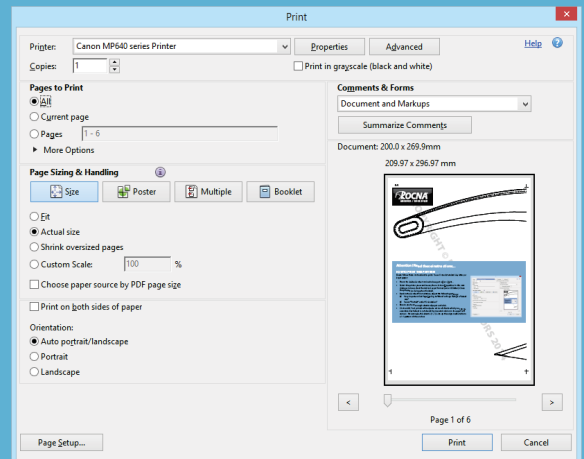 Print
Printer: Canon MP640 series Printer Properties Advanced Help
Copies: 1 Print in grayscale (black and white)
Pages to Print
All
Current page
Pages 1 - 6
More Options
Page Sizing & Handling
Size Poster Multiple Booklet
Fit
Actual size
Shrink oversized pages
Custom Scale: 100 %
Choose paper source by PDF page size
Print on both sides of paper
Orientation:
Auto portrait/landscape
Portrait
Landscape
Comments & Forms
Document and Markups
Summarize Comments
Document: 200.0 x 269.9mm
209.97 x 296.97 mm
ROCNA
< >
Page 1 of 6
Page Setup... Print Cancel